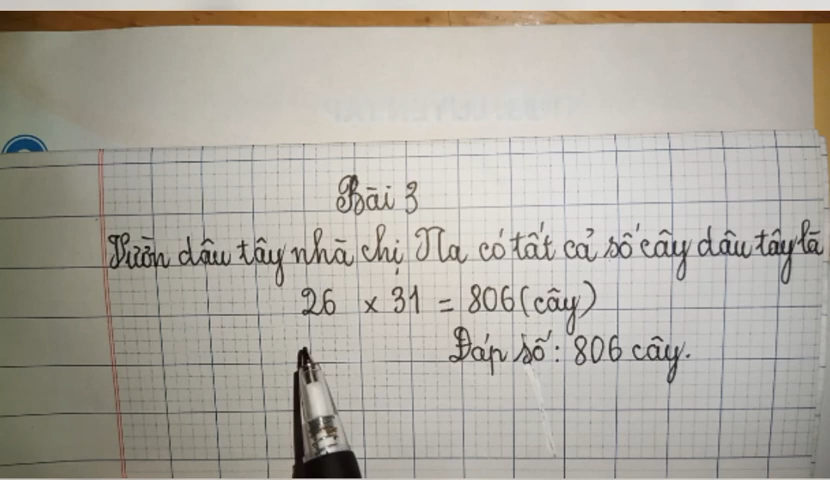 Bài 3
Vườn dâu tây nhà chị Na có tất cả số cây dâu tây là
26 x 31 = 806 (cây)
Đáp số: 806 cây.